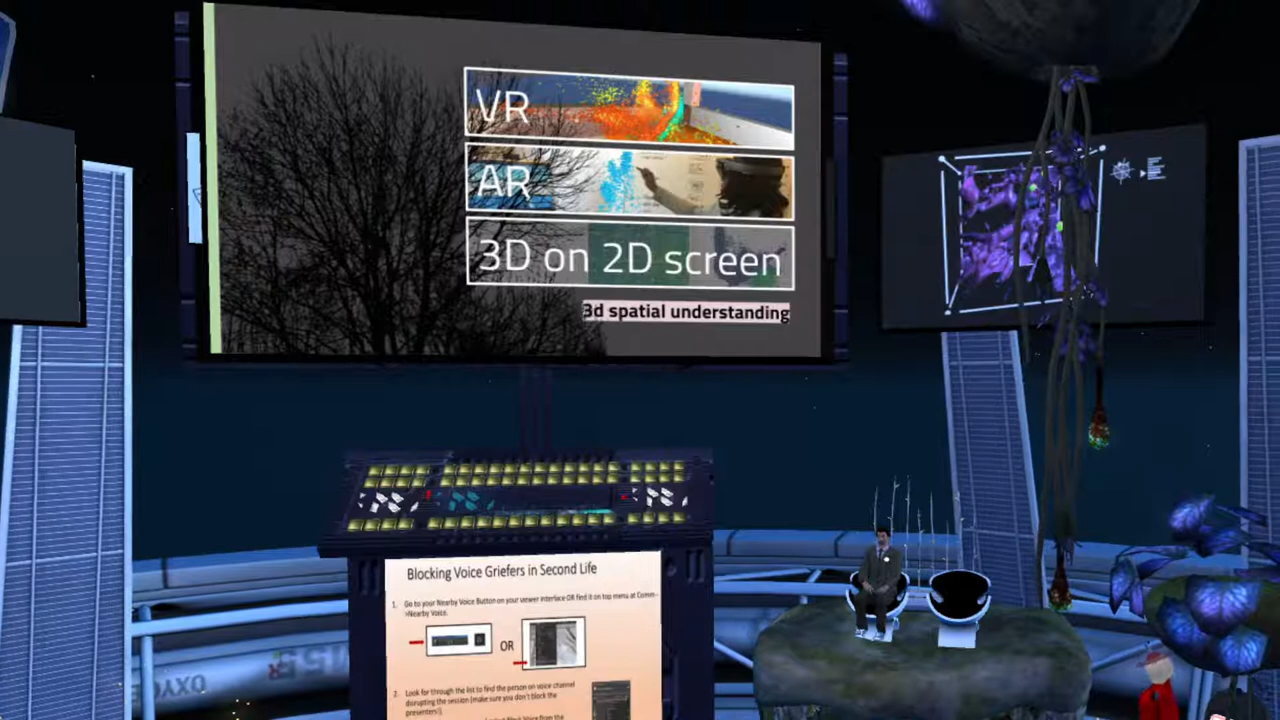 VR
AR
3D on 2D screen
3d spatial understanding
Blocking Voice Griefers in Second Life
1. Go to your Nearby Voice Button on your viewer interface OR find it on top menu at Comm--
>Nearby Voice.
OR
2. Look for through the list to find the person on voice channel
disrupting the session (make sure you don't block the
presenters!).
OXYG